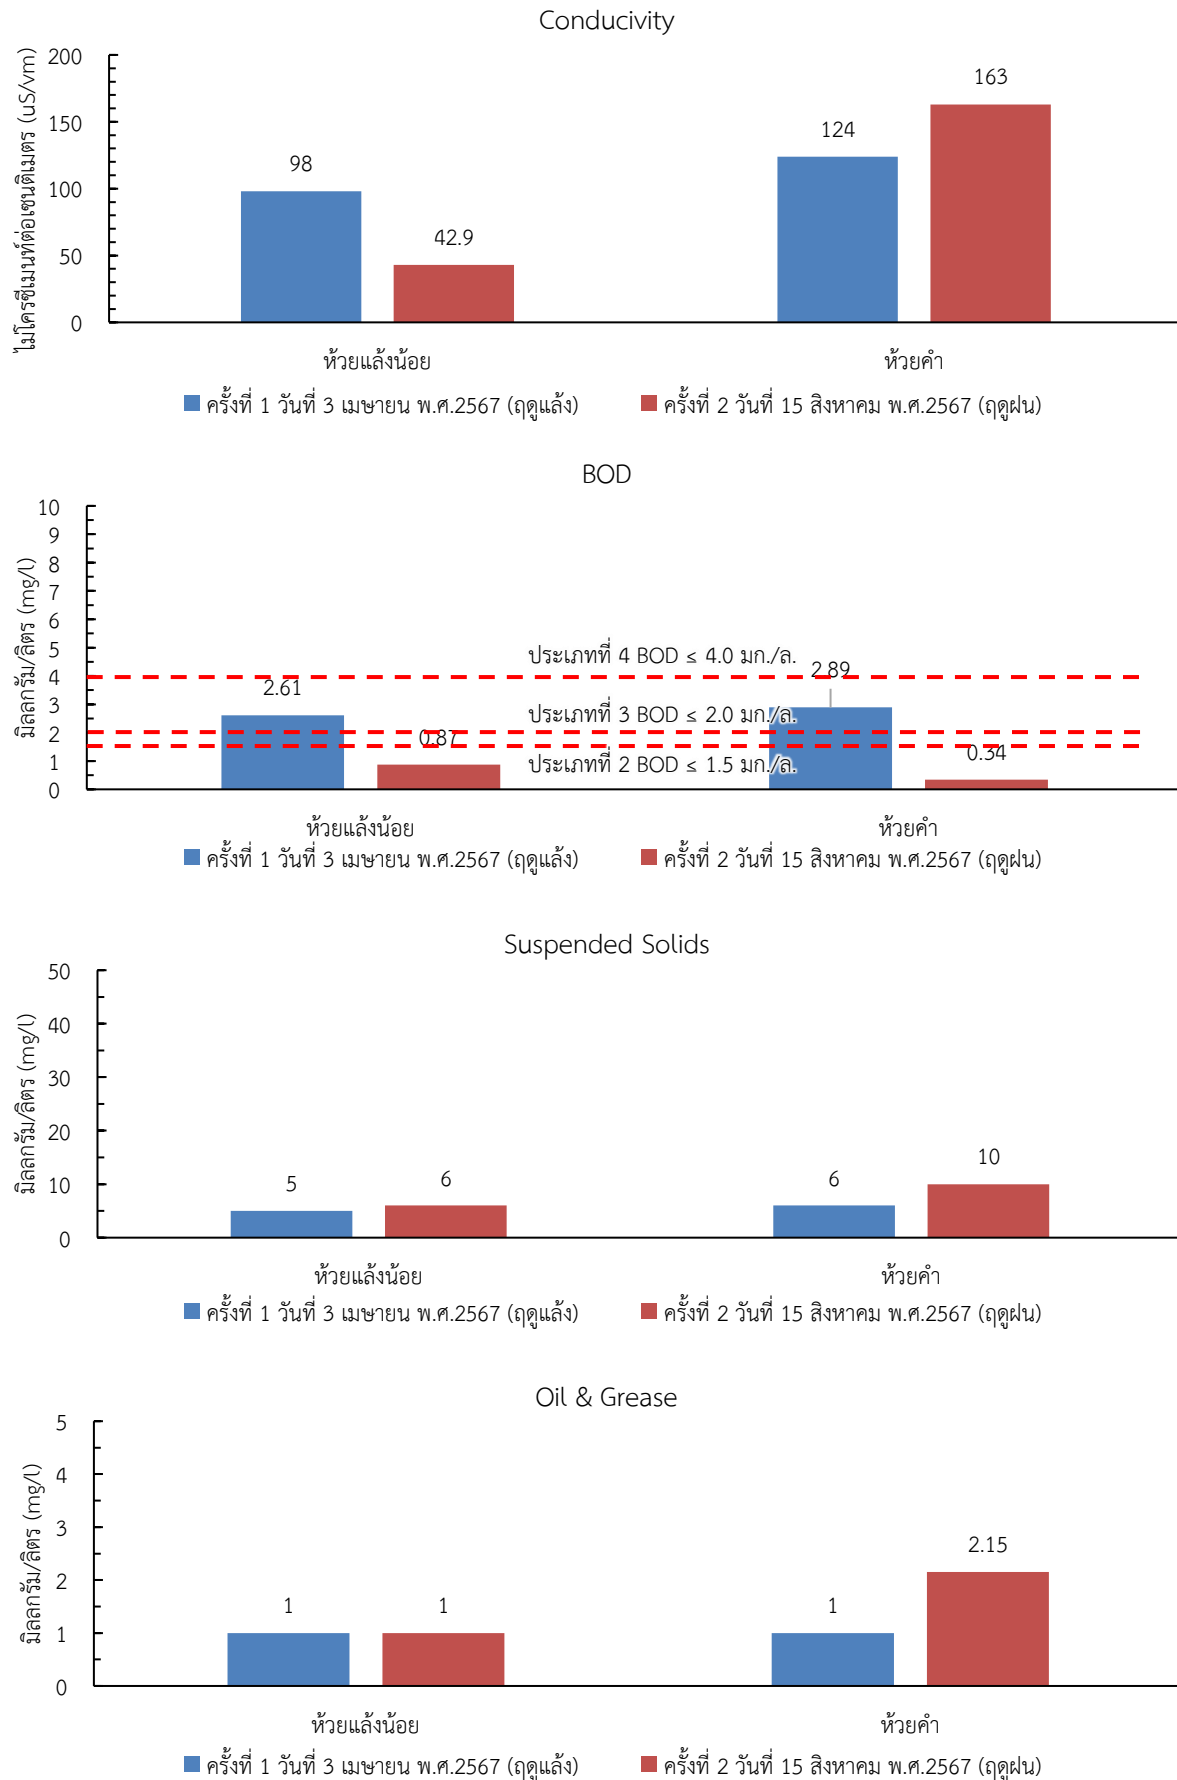 Conducivity
ไมโครซีเมนท์ต่อเซนติเมตร (uS/vm)
200
150
100
50
0
98
42.9
124
163
ห้วยแล้งน้อย ห้วยคำ
ครั้งที่ 1 วันที่ 3 เมษายน พ.ศ.2567 (ฤดูแล้ง) ครั้งที่ 2 วันที่ 15 สิงหาคม พ.ศ.2567 (ฤดูฝน)
BOD
มิลลกรัม/ลิตร (mg/l)
10
9
8
7
6
5
4
3
2
1
0
ประเภทที่ 4 BOD ≤ 4.0 มก./ล.
ประเภทที่ 3 BOD ≤ 2.0 มก./ล.
ประเภทที่ 2 BOD ≤ 1.5 มก./ล.
2.61
0.87
2.89
0.34
ห้วยแล้งน้อย ห้วยคำ
ครั้งที่ 1 วันที่ 3 เมษายน พ.ศ.2567 (ฤดูแล้ง) ครั้งที่ 2 วันที่ 15 สิงหาคม พ.ศ.2567 (ฤดูฝน)
Suspended Solids
มิลลกรัม/ลิตร (mg/l)
50
40
30
20
10
0
5
6
6
10
ห้วยแล้งน้อย ห้วยคำ
ครั้งที่ 1 วันที่ 3 เมษายน พ.ศ.2567 (ฤดูแล้ง) ครั้งที่ 2 วันที่ 15 สิงหาคม พ.ศ.2567 (ฤดูฝน)
Oil & Grease
มิลลกรัม/ลิตร (mg/l)
5
4
3
2
1
0
1
1
1
2.15
ห้วยแล้งน้อย ห้วยคำ
ครั้งที่ 1 วันที่ 3 เมษายน พ.ศ.2567 (ฤดูแล้ง) ครั้งที่ 2 วันที่ 15 สิงหาคม พ.ศ.2567 (ฤดูฝน)